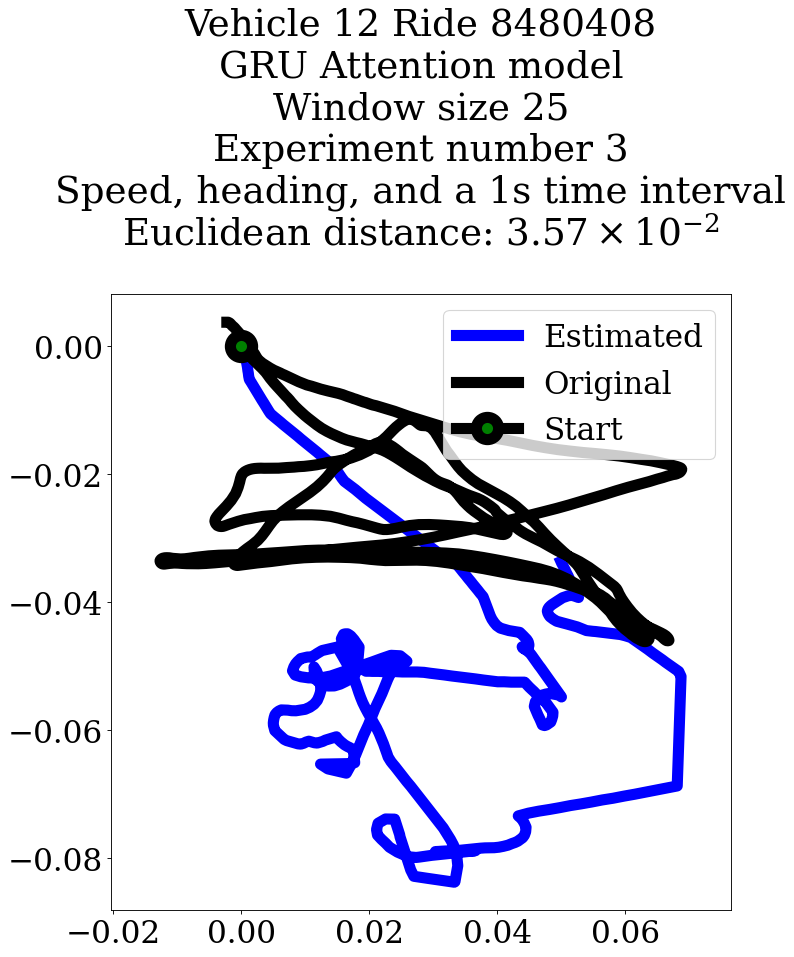 Vehicle 12 Ride 8480408
GRU Attention model
Window size 25
Experiment number 3
Speed, heading, and a 1s time interval
Euclidean distance: 3.57 × 10⁻²
Estimated
Original
Start
0.00
−0.02
−0.04
−0.06
−0.08
−0.02 0.00 0.02 0.04 0.06